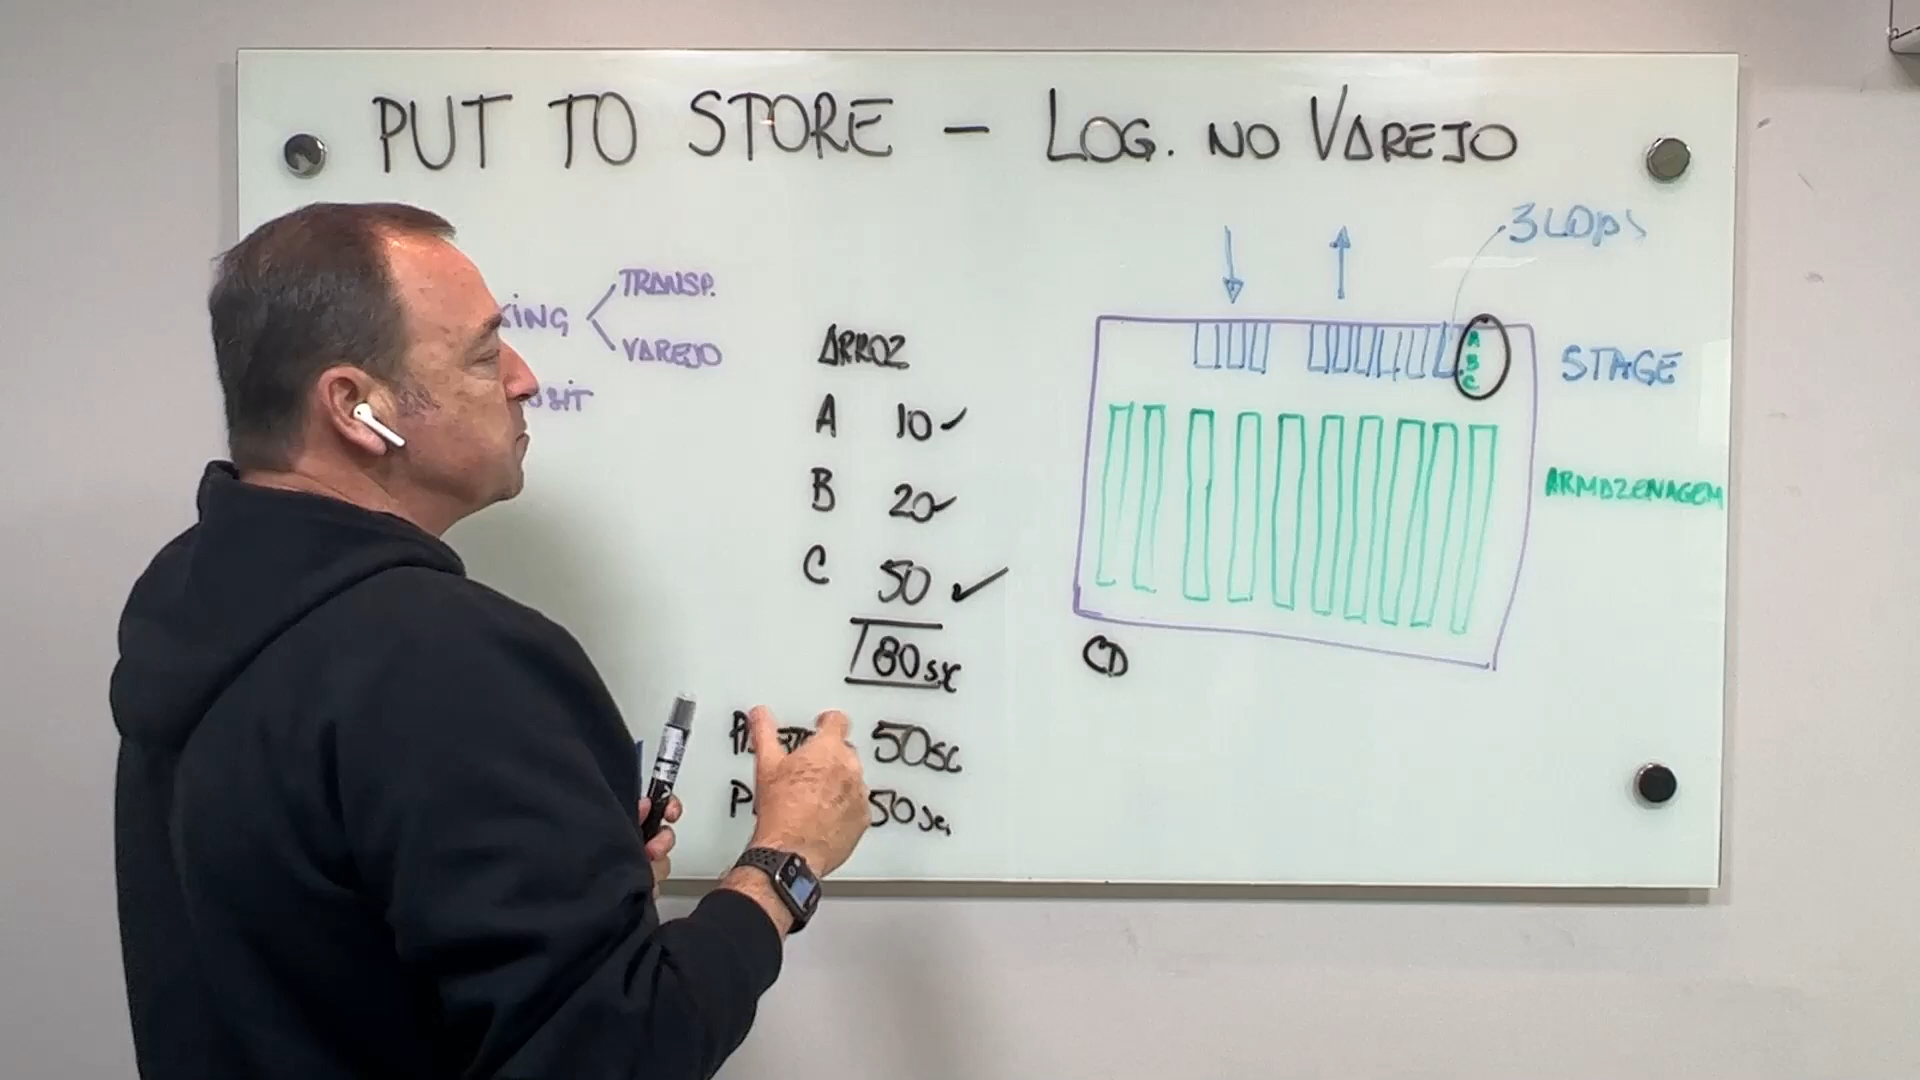 PUT TO STORE - LOG. NO VAREJO
3 LOJAS
TRANSP.
VAREJO
ARROZ
A 10 ✓
B 20 ✓
C 50 ✓
80 sc
50 sc
50 sc
A
B
C
STAGE
ARMAZENAGEM
CD